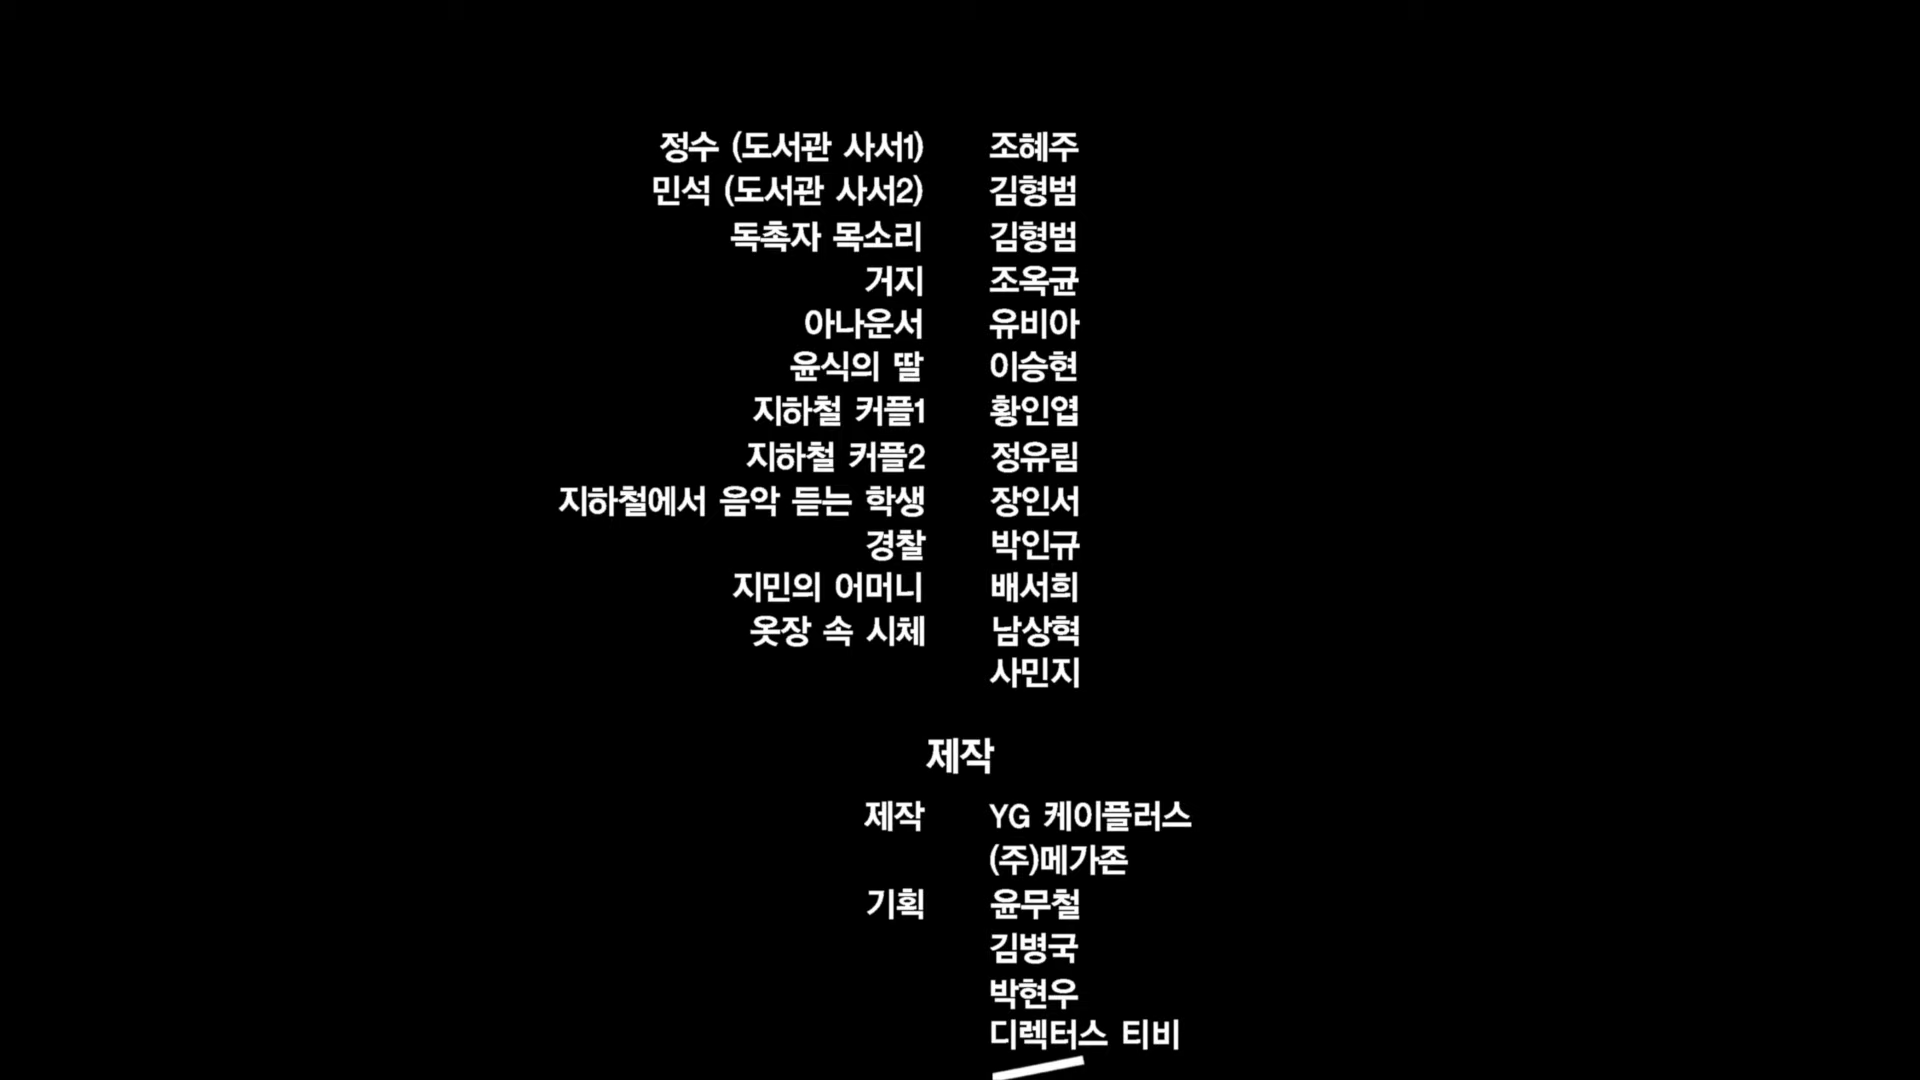 정수 (도서관 사서1) 조혜주
민석 (도서관 사서2) 김형범
독촉자 목소리 김형범
거지 조옥균
아나운서 유비아
윤식의 딸 이승현
지하철 커플1 황인엽
지하철 커플2 정유림
지하철에서 음악 듣는 학생 장인서
경찰 박인규
지민의 어머니 배서희
옷장 속 시체 남상혁
사민지
제작
제작 YG 케이플러스
(주)메가존
기획 윤무철
김병국
박현우
디렉터스 티비